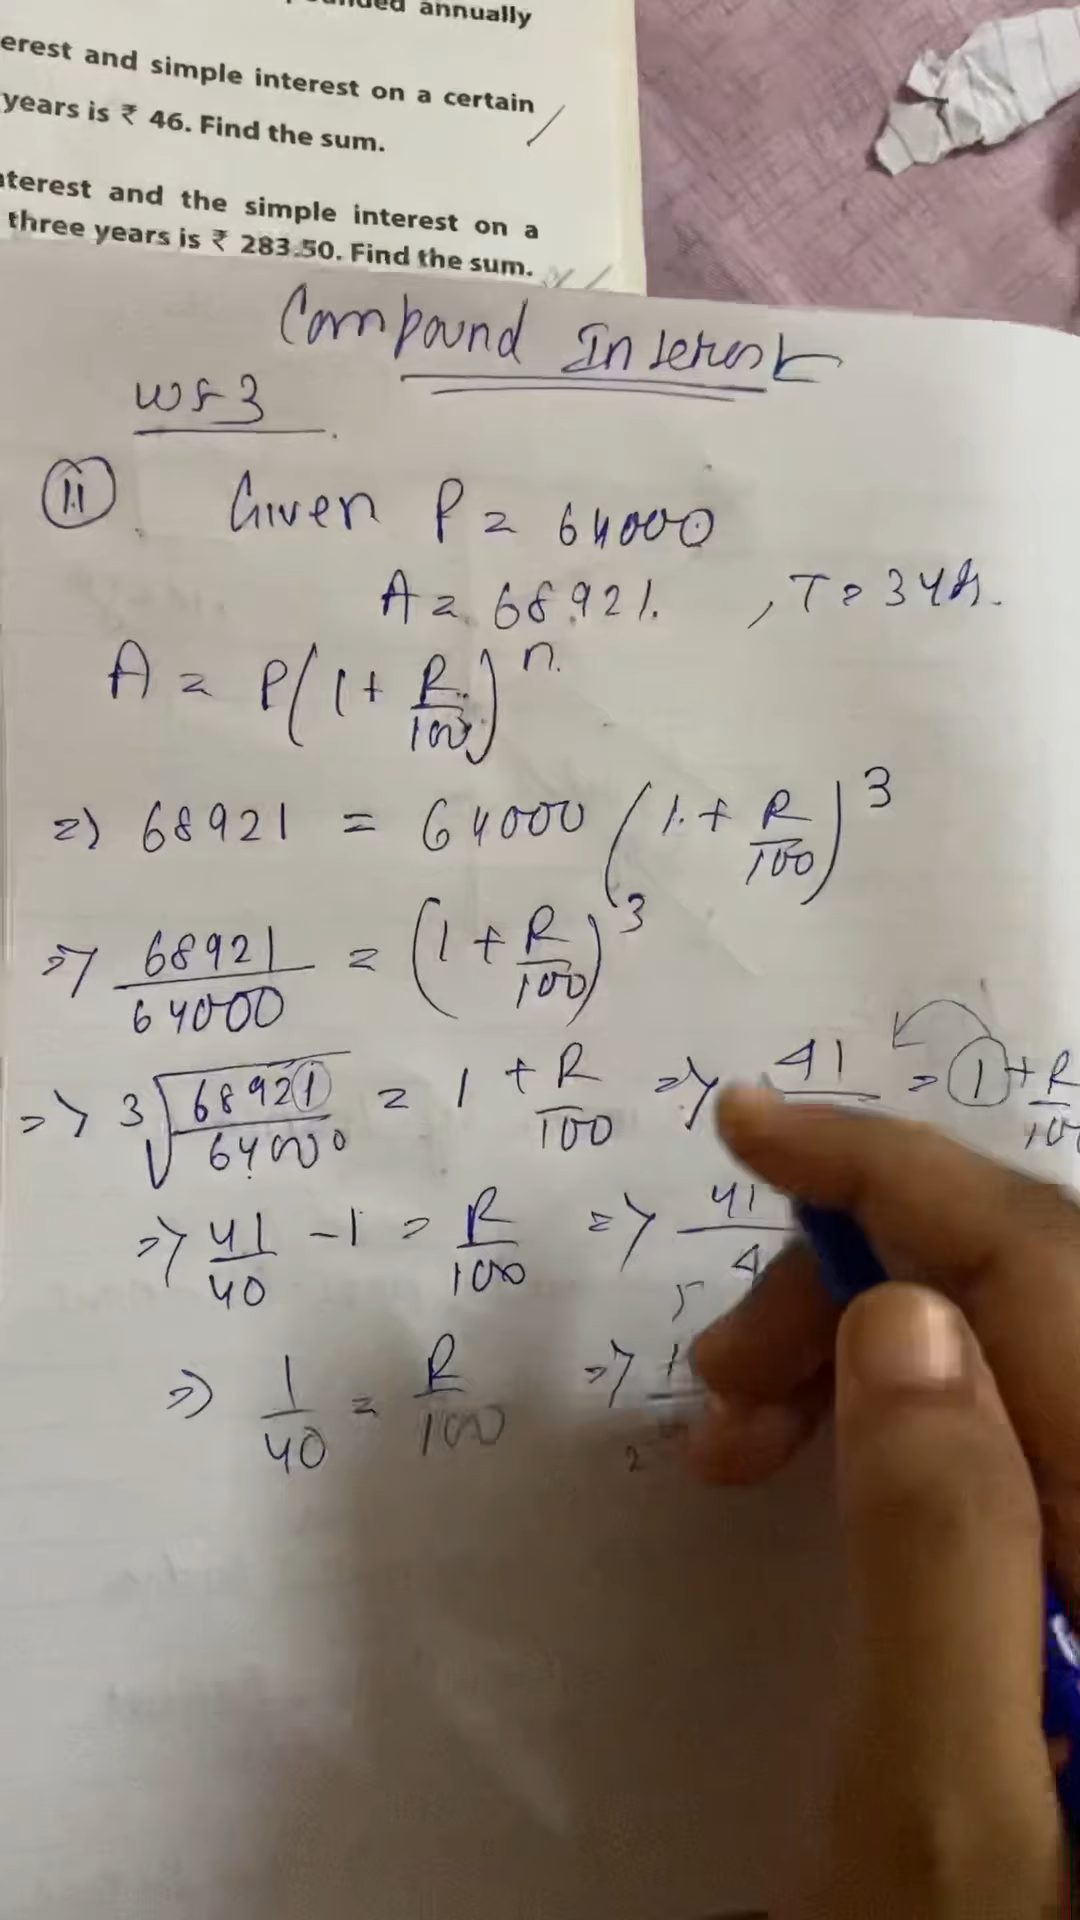 annually
erest and simple interest on a certain
years is ₹ 46. Find the sum.
terest and the simple interest on a
three years is ₹ 283.50. Find the sum.
Compound Interest
WS 3
11 Given P = 64000
A = 68921. , T = 3 yr.
A = P(1 + R/100)^n.
=> 68921 = 64000 (1 + R/100)^3
=> 68921/64000 = (1 + R/100)^3
=> 3√(68921/64000) = 1 + R/100 => 41 = 1 + R
=> 41/40 - 1 = R/100 => 41/4
=> 1/40 = R/100 =>